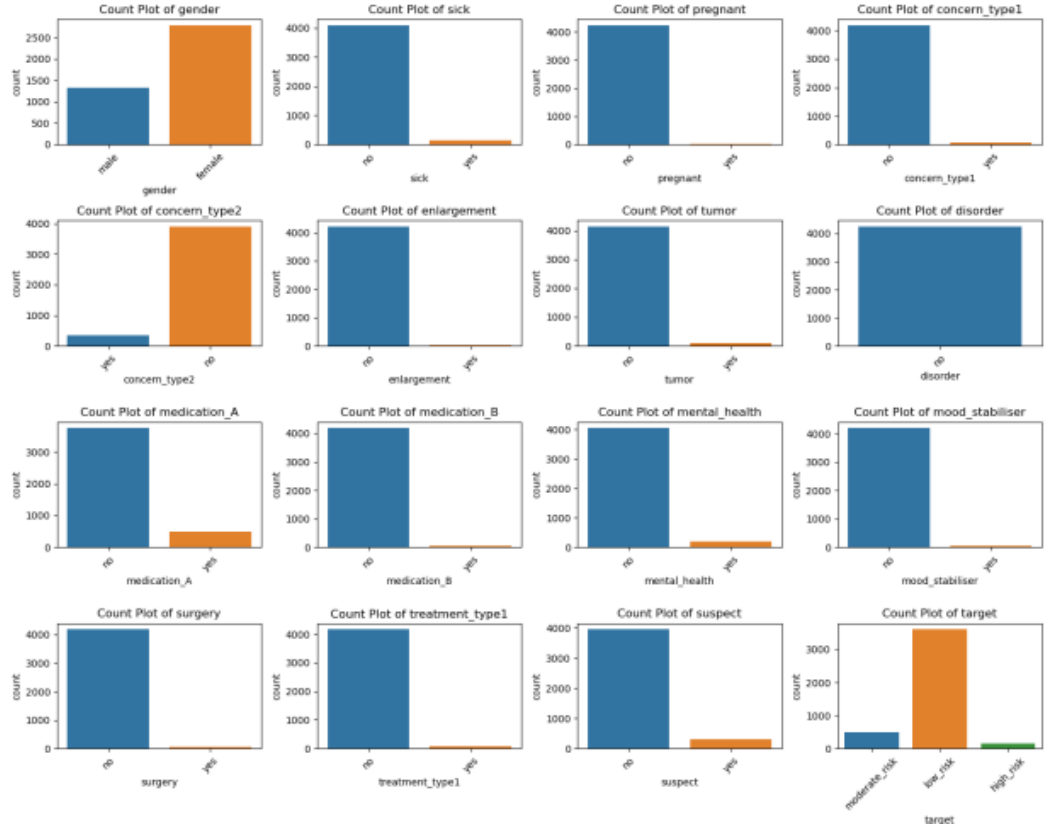 Count Plot of gender
Count Plot of sick
Count Plot of pregnant
Count Plot of concern_type1
count
2500
2000
1500
1000
500
0
male
female
gender
count
4000
3000
2000
1000
0
no
yes
sick
count
4000
3000
2000
1000
0
no
yes
pregnant
count
4000
3000
2000
1000
0
no
yes
concern_type1
Count Plot of concern_type2
Count Plot of enlargement
Count Plot of tumor
Count Plot of disorder
count
4000
3000
2000
1000
0
yes
no
concern_type2
count
4000
3000
2000
1000
0
no
yes
enlargement
count
4000
3000
2000
1000
0
no
yes
tumor
count
4000
3000
2000
1000
0
no
disorder
Count Plot of medication_A
Count Plot of medication_B
Count Plot of mental_health
Count Plot of mood_stabiliser
count
3000
2000
1000
0
no
yes
medication_A
count
4000
3000
2000
1000
0
no
yes
medication_B
count
4000
3000
2000
1000
0
no
yes
mental_health
count
4000
3000
2000
1000
0
no
yes
mood_stabiliser
Count Plot of surgery
Count Plot of treatment_type1
Count Plot of suspect
Count Plot of target
count
4000
3000
2000
1000
0
no
yes
surgery
count
4000
3000
2000
1000
0
no
yes
treatment_type1
count
4000
3000
2000
1000
0
no
yes
suspect
count
3000
2000
1000
0
moderate_risk
low_risk
high_risk
target